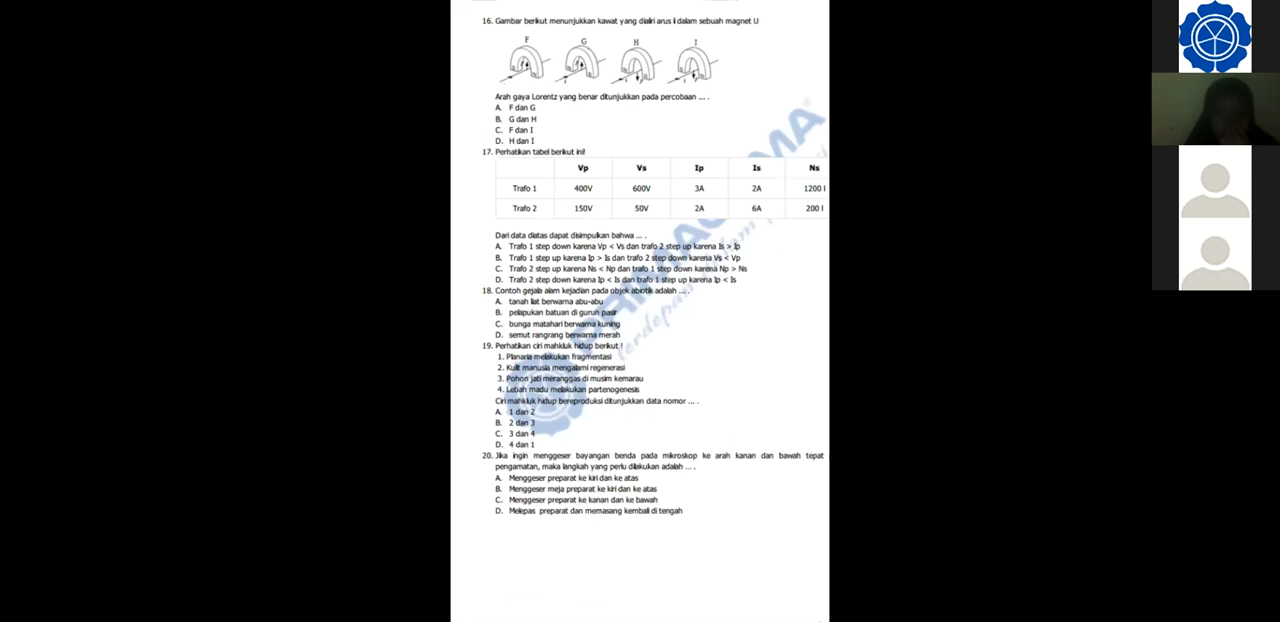 16. Gambar berikut menunjukkan kawat yang dialiri arus i dalam sebuah magnet U
F G H I
Arah gaya Lorentz yang benar ditunjukkan pada percobaan ... .
A. F dan G
B. G dan H
C. F dan I
D. H dan I
17. Perhatikan tabel berikut ini!
Vp Vs Ip Is Ns
Trafo 1 400V 600V 3A 2A 1200 l
Trafo 2 150V 50V 2A 6A 200 l
Dari data diatas dapat disimpulkan bahwa ... .
A. Trafo 1 step down karena Vp < Vs dan trafo 2 step up karena Is > Ip
B. Trafo 1 step up karena Ip > Is dan trafo 2 step down karena Vs < Vp
C. Trafo 2 step up karena Ns < Np dan trafo 1 step down karena Np > Ns
D. Trafo 2 step down karena Ip < Is dan trafo 1 step up karena Ip < Is
18. Contoh gejala alam kejadian pada objek abiotik adalah ... .
A. tanah liat berwarna abu-abu
B. pelapukan batuan di gurun pasir
C. bunga matahari berwarna kuning
D. semut rangrang berwarna merah
19. Perhatikan ciri mahkluk hidup berikut !
1. Planaria melakukan fragmentasi
2. Kulit manusia mengalami regenerasi
3. Pohon jati meranggas di musim kemarau
4. Lebah madu melakukan partenogenesis
Ciri mahkluk hidup bereproduksi ditunjukkan data nomor ... .
A. 1 dan 2
B. 2 dan 3
C. 3 dan 4
D. 4 dan 1
20. Jika ingin menggeser bayangan benda pada mikroskop ke arah kanan dan bawah tepat
pengamatan, maka langkah yang perlu dilakukan adalah ... .
A. Menggeser preparat ke kiri dan ke atas
B. Menggeser meja preparat ke kiri dan ke atas
C. Menggeser preparat ke kanan dan ke bawah
D. Melepas preparat dan memasang kembali di tengah